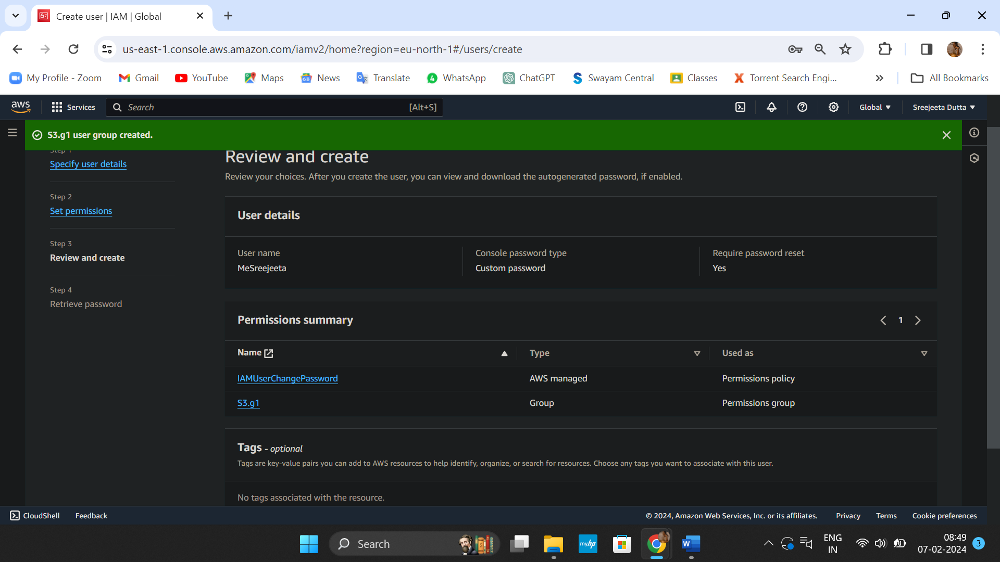 Create user | IAM | Global
us-east-1.console.aws.amazon.com/iamv2/home?region=eu-north-1#/users/create
My Profile - Zoom
Gmail
YouTube
Maps
News
Translate
4
WhatsApp
ChatGPT
Swayam Central
Classes
Torrent Search Engi...
All Bookmarks
aws
Services
Search
[Alt+S]
Global
Sreejeeta Dutta
S3.g1 user group created.
Step 1
Specify user details
Step 2
Set permissions
Step 3
Review and create
Step 4
Retrieve password
Review and create
Review your choices. After you create the user, you can view and download the autogenerated password, if enabled.
User details
User name
MeSreejeeta
Console password type
Custom password
Require password reset
Yes
Permissions summary
1
Name
Type
Used as
IAMUserChangePassword
AWS managed
Permissions policy
S3.g1
Group
Permissions group
Tags - optional
Tags are key-value pairs you can add to AWS resources to help identify, organize, or search for resources. Choose any tags you want to associate with this user.
No tags associated with the resource.
CloudShell
Feedback
© 2024, Amazon Web Services, Inc. or its affiliates.
Privacy
Terms
Cookie preferences
Search
myhp
W
ENG
IN
08:49
07-02-2024
3